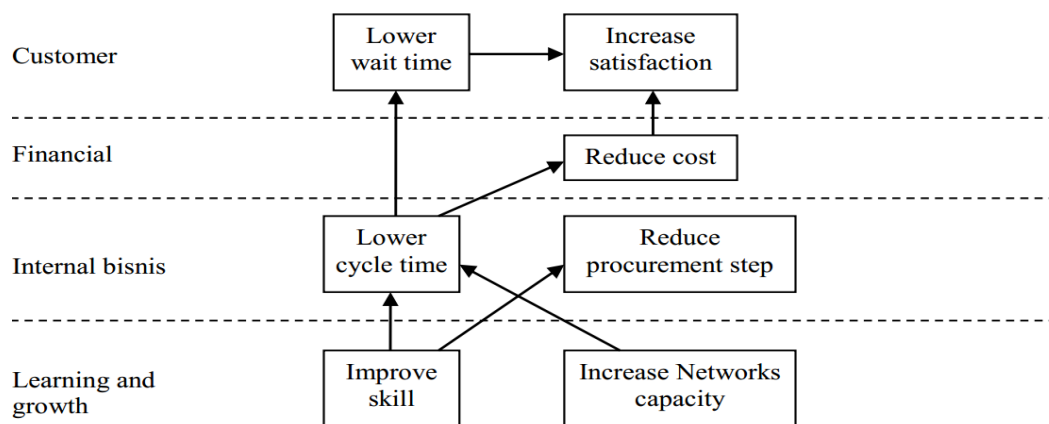 Customer
Lower
wait time
Increase
satisfaction
Financial
Reduce cost
Internal bisnis
Lower
cycle time
Reduce
procurement step
Learning and
growth
Improve
skill
Increase Networks
capacity